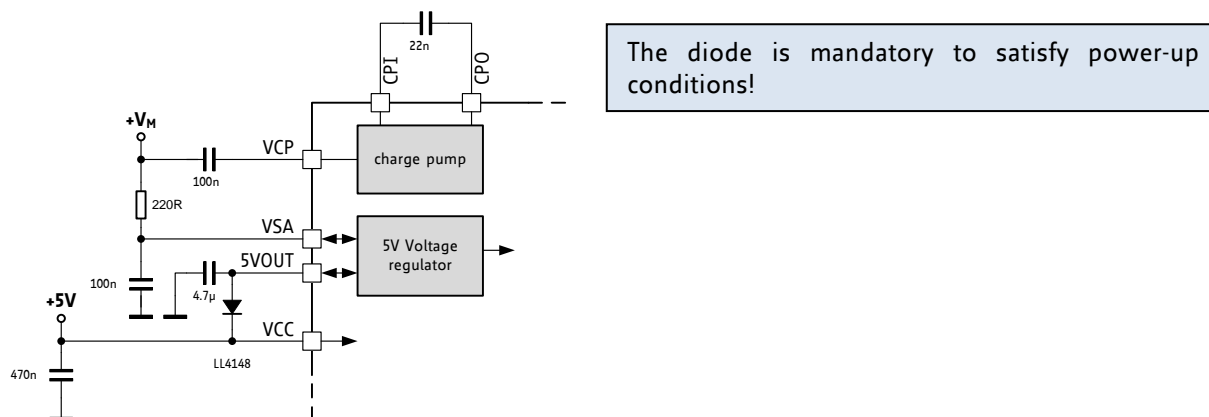 22n
CPI
CPO
The diode is mandatory to satisfy power-up
conditions!
+VM
VCP
charge pump
100n
220R
VSA
5V Voltage
regulator
5VOUT
100n
4.7µ
+5V
VCC
LL4148
470n